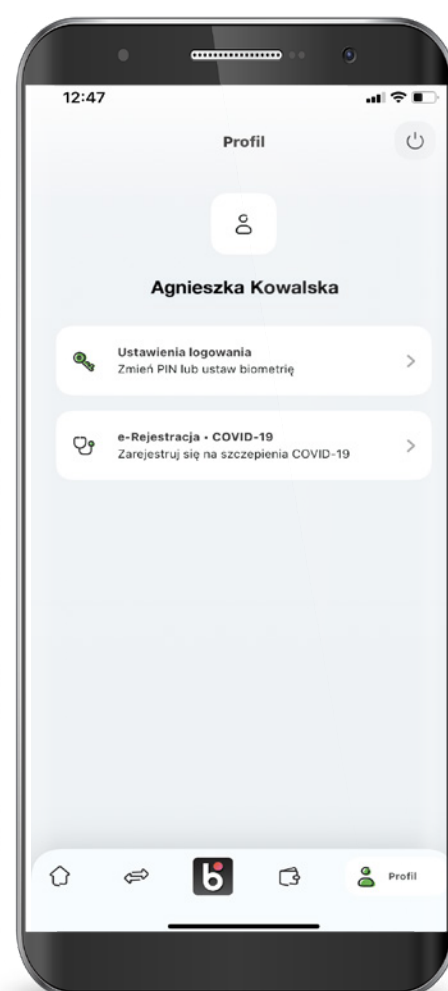 12:47
Profil
Agnieszka Kowalska
Ustawienia logowania
Zmień PIN lub ustaw biometrię
e-Rejestracja • COVID-19
Zarejestruj się na szczepienia COVID-19
b
Profil